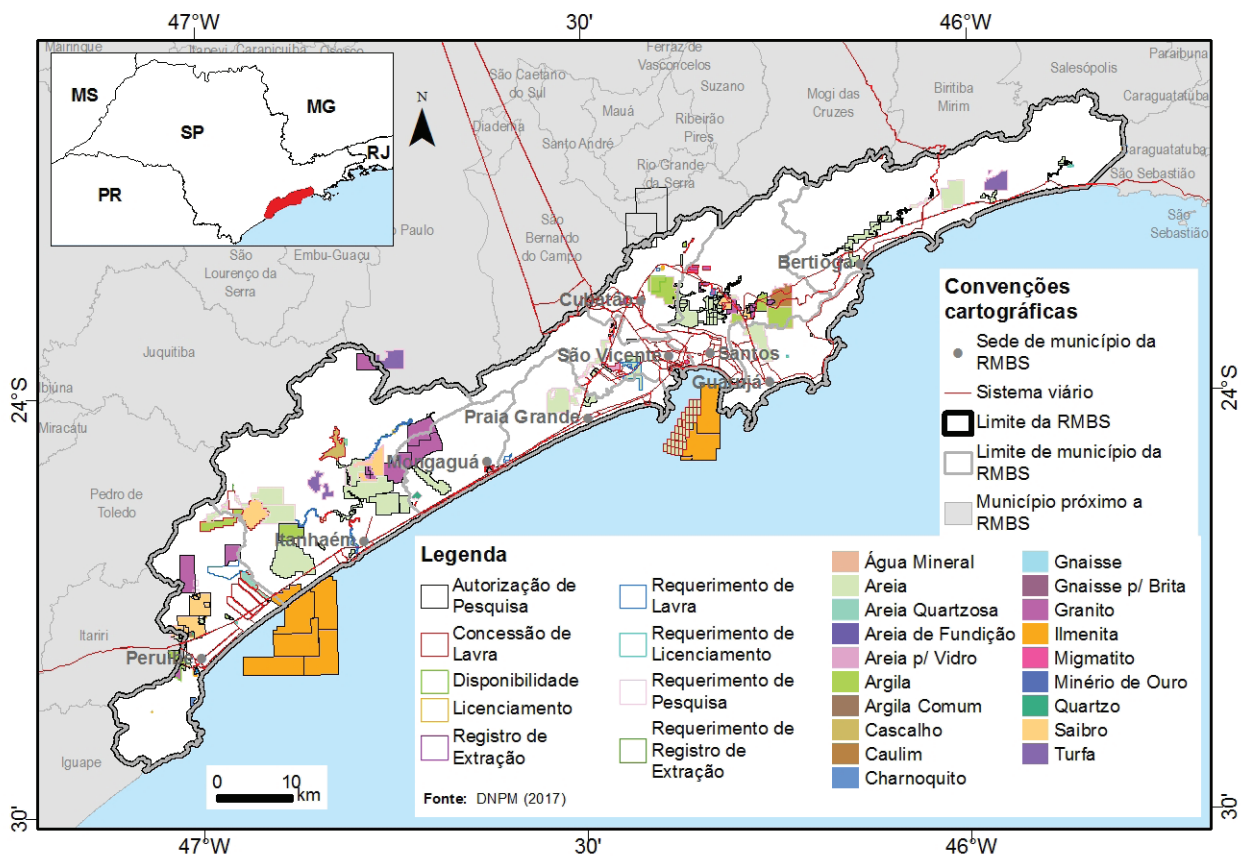 47°W
30'
46°W
Mairinque
Itapevi
Carapicuíba
Osasco
Ferraz de
Vasconcelos
Paraibuna
Salesópolis
São Caetano
do Sul
Suzano
Mogi das
Cruzes
Biritiba
Mirim
Caraguatatuba
Mauá
Diadema
Ribeirão
Pires
Santo André
Caraguatatuba
Rio Grande
da Serra
São Sebastião
São
Sebastião
MS
MG
SP
RJ
PR
N
São
Bernardo
do Campo
São
Lourenço da
Serra
Embu-Guaçu
Bertioga
Cubatão
Juquitiba
São Vicente
Santos
Guarujá
Ibiúna
24°S
24°S
Miracatu
Praia Grande
Mongaguá
Pedro de
Toledo
Itanhaém
Itariri
Peruíbe
Iguape
0
10
km
Convenções
cartográficas
Sede de município da
RMBS
Sistema viário
Limite da RMBS
Limite de município da
RMBS
Município próximo a
RMBS
Legenda
Autorização de
Pesquisa
Concessão de
Lavra
Disponibilidade
Licenciamento
Registro de
Extração
Requerimento de
Lavra
Requerimento de
Licenciamento
Requerimento de
Pesquisa
Requerimento de
Registro de
Extração
Água Mineral
Areia
Areia Quartzosa
Areia de Fundição
Areia p/ Vidro
Argila
Argila Comum
Cascalho
Caulim
Charnoquito
Gnaisse
Gnaisse p/ Brita
Granito
Ilmenita
Migmatito
Minério de Ouro
Quartzo
Saibro
Turfa
Fonte: DNPM (2017)
30'
30'
47°W
30'
46°W